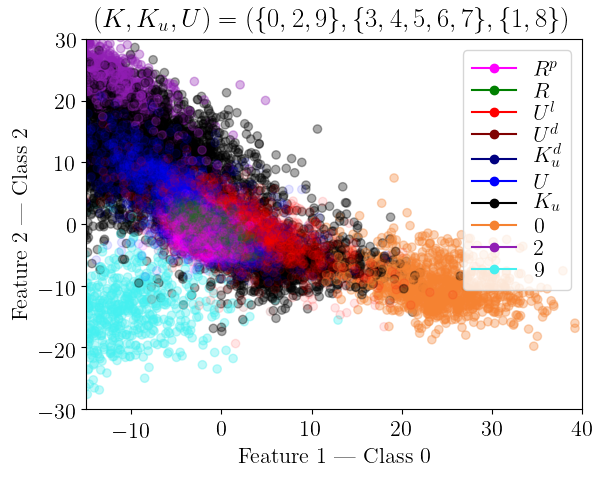 (K, K_u, U) = ({0, 2, 9}, {3, 4, 5, 6, 7}, {1, 8})
30
20
10
0
−10
−20
−30
Feature 2 — Class 2
R^p
R
U^l
U^d
K_u^d
U
K_u
0
2
9
−10
0
10
20
30
40
Feature 1 — Class 0